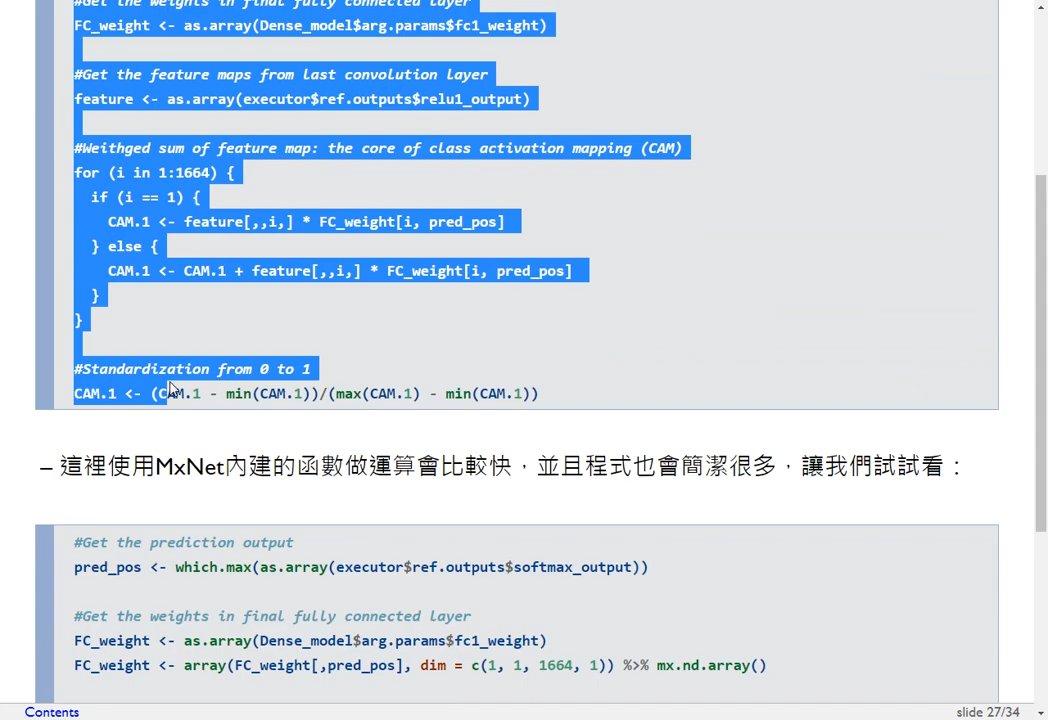 #Get the weights in final fully connected layer
FC_weight <- as.array(Dense_model$arg.params$fc1_weight)
#Get the feature maps from last convolution layer
feature <- as.array(executor$ref.outputs$relu1_output)
#Weithged sum of feature map: the core of class activation mapping (CAM)
for (i in 1:1664) {
  if (i == 1) {
    CAM.1 <- feature[,,i,] * FC_weight[i, pred_pos]
  } else {
    CAM.1 <- CAM.1 + feature[,,i,] * FC_weight[i, pred_pos]
  }
}
#Standardization from 0 to 1
CAM.1 <- (CAM.1 - min(CAM.1))/(max(CAM.1) - min(CAM.1))
– 這裡使用MxNet內建的函數做運算會比較快，並且程式也會簡潔很多，讓我們試試看：
#Get the prediction output
pred_pos <- which.max(as.array(executor$ref.outputs$softmax_output))
#Get the weights in final fully connected layer
FC_weight <- as.array(Dense_model$arg.params$fc1_weight)
FC_weight <- array(FC_weight[,pred_pos], dim = c(1, 1, 1664, 1)) %>% mx.nd.array()
Contents
slide 27/34